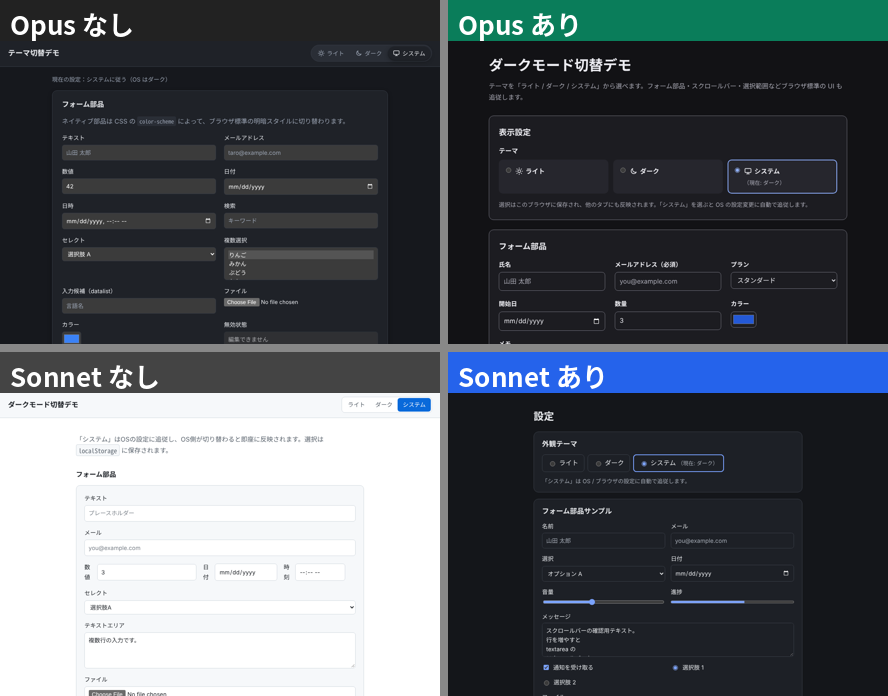 Opus なし
テーマ切替デモ
ライト ダーク システム
現在の設定：システムに従う（OS はダーク）
フォーム部品
ネイティブ部品は CSS の color-scheme によって、ブラウザ標準の明暗スタイルに切り替わります。
テキスト メールアドレス
山田 太郎 taro@example.com
数値 日付
42 mm/dd/yyyy
日時 検索
mm/dd/yyyy, --:-- -- キーワード
セレクト 複数選択
選択肢 A りんご
みかん
ぶどう
入力候補（datalist） ファイル
言語名 Choose File No file chosen
カラー 無効状態
編集できません
Opus あり
ダークモード切替デモ
テーマを「ライト / ダーク / システム」から選べます。フォーム部品・スクロールバー・選択範囲などブラウザ標準の UI も
追従します。
表示設定
テーマ
ライト ダーク システム
（現在: ダーク）
選択はこのブラウザに保存され、他のタブにも反映されます。「システム」を選ぶと OS の設定変更に自動で追従します。
フォーム部品
氏名 メールアドレス（必須） プラン
山田 太郎 you@example.com スタンダード
開始日 数量 カラー
mm/dd/yyyy 3
Sonnet なし
ダークモード切替デモ
ライト ダーク システム
「システム」はOSの設定に追従し、OS側が切り替わると即座に反映されます。選択は
localStorage に保存されます。
フォーム部品
テキスト
プレースホルダー
メール
you@example.com
数値 3 日付 mm/dd/yyyy 時刻 --:-- --
セレクト
選択肢A
テキストエリア
複数行の入力です。
ファイル
Choose File No file chosen
Sonnet あり
設定
外観テーマ
ライト ダーク システム （現在: ダーク）
「システム」は OS / ブラウザの設定に自動で追従します。
フォーム部品サンプル
名前 メール
山田 太郎 you@example.com
選択 日付
オプション A mm/dd/yyyy
音量 進捗
メッセージ
スクロールバーの確認用テキスト。
行を増やすと
textarea の
通知を受け取る 選択肢 1
選択肢 2